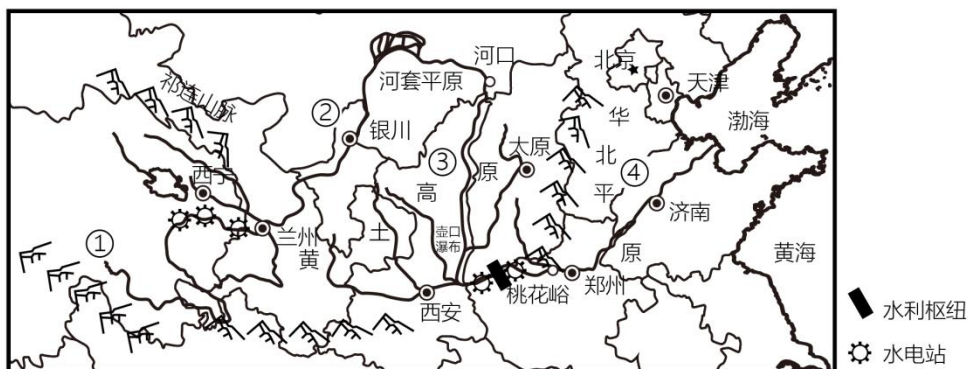 河口
北京
天津
祁连山脉
河套平原
渤海
②
银川
华
③
太原
北
④
西宁
高
原
平
济南
①
兰州
土
壶口
瀑布
原
黄海
黄
西安
桃花峪
郑州
水利枢纽
水电站